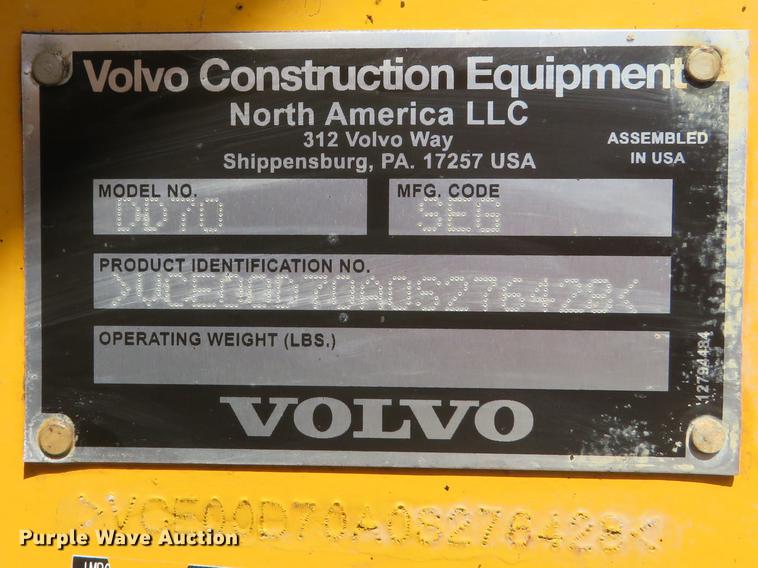 Volvo Construction Equipment
North America LLC
312 Volvo Way
Shippensburg, PA. 17257 USA
ASSEMBLED
IN USA
MODEL NO.
DD70
MFG. CODE
SEG
PRODUCT IDENTIFICATION NO.
>VCE00D70A0S276428<
OPERATING WEIGHT (LBS.)
12794484
VOLVO
>VCE00D70A0S276428<
Purple Wave Auction